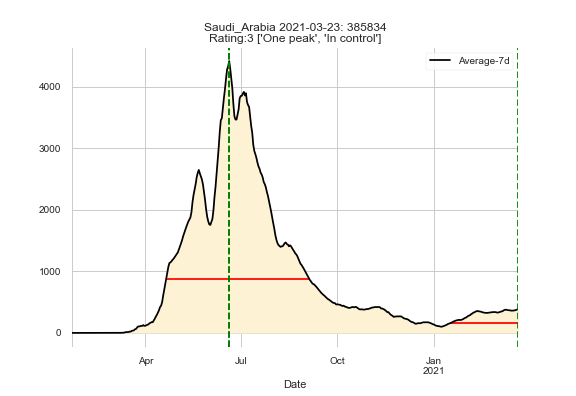 Saudi_Arabia 2021-03-23: 385834
Rating:3 ['One peak', 'In control']
Average-7d
4000
3000
2000
1000
0
Apr Jul Oct Jan
2021
Date